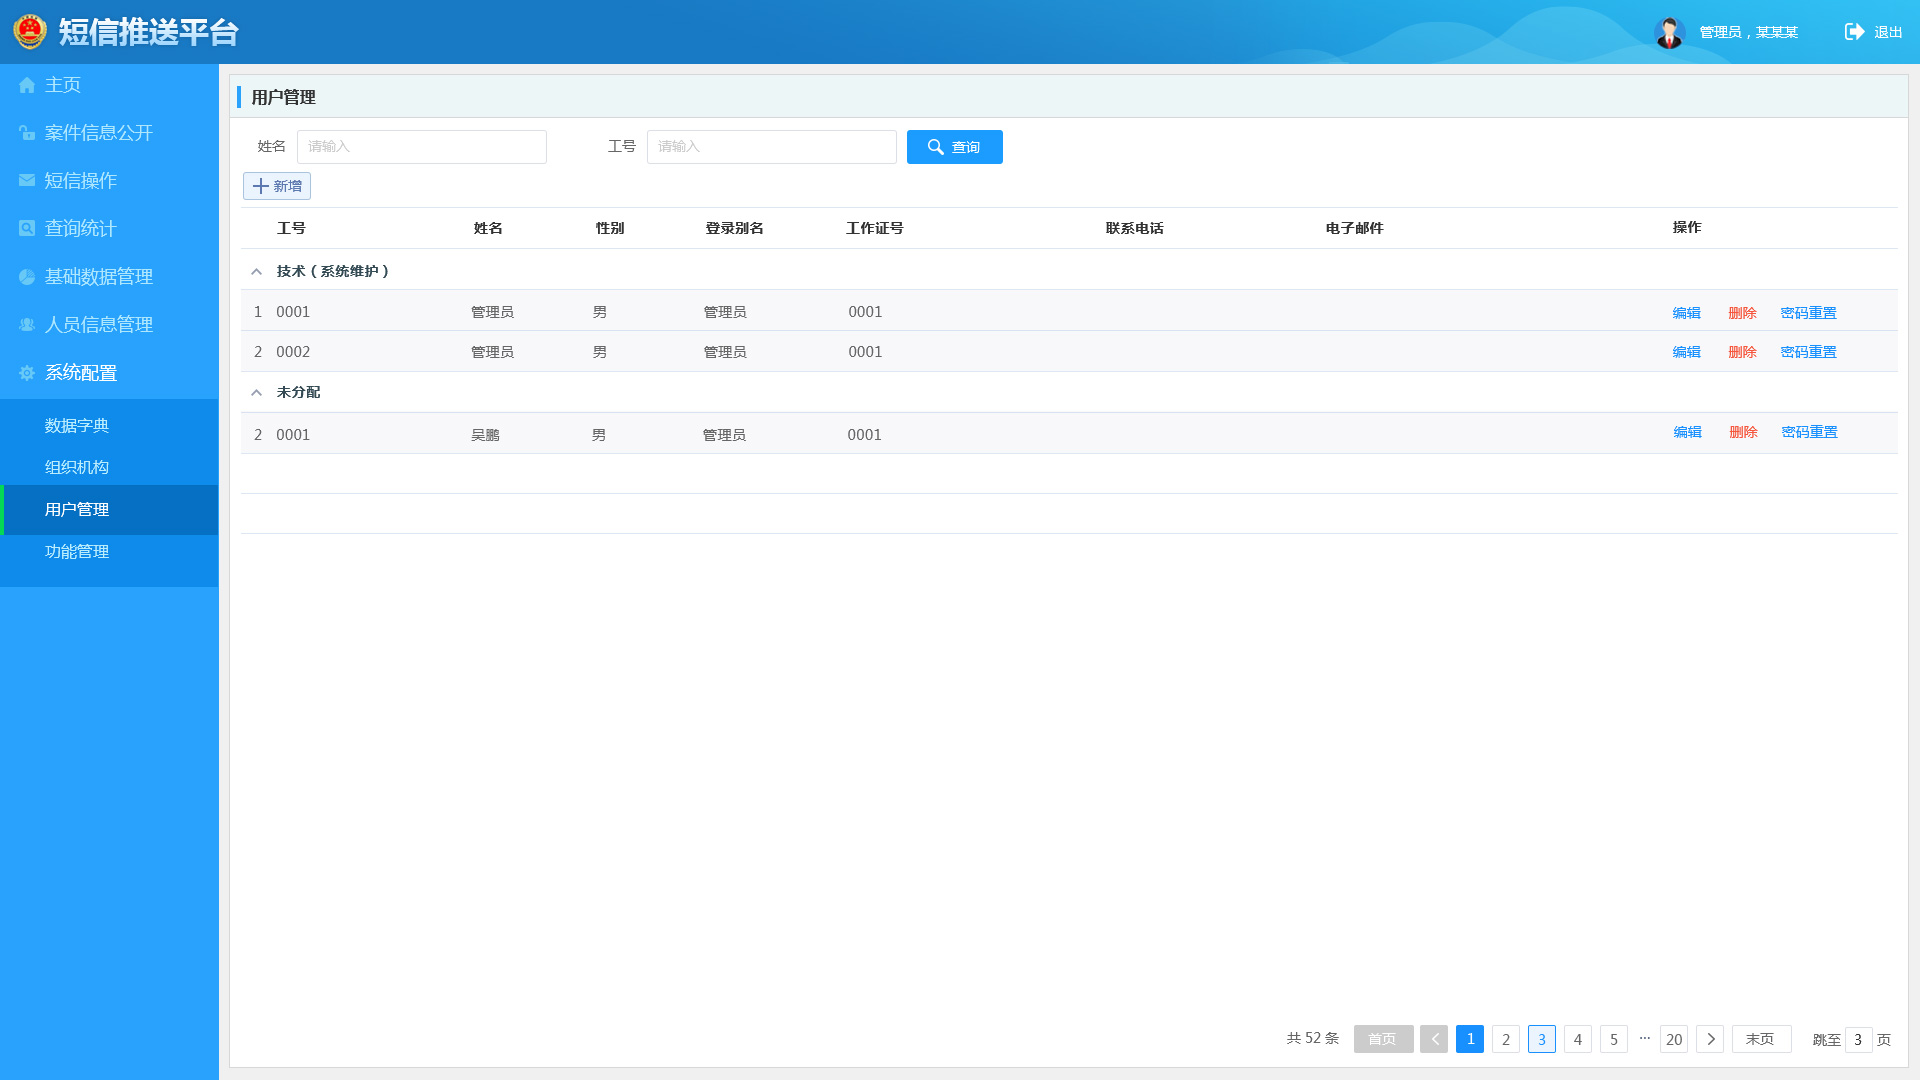 短信推送平台
管理员，某某某
退出
主页
案件信息公开
短信操作
查询统计
基础数据管理
人员信息管理
系统配置
数据字典
组织机构
用户管理
功能管理
用户管理
姓名 请输入 工号 请输入 查询
新增
工号 姓名 性别 登录别名 工作证号 联系电话 电子邮件 操作
技术（系统维护）
1 0001 管理员 男 管理员 0001 编辑 删除 密码重置
2 0002 管理员 男 管理员 0001 编辑 删除 密码重置
未分配
2 0001 吴鹏 男 管理员 0001 编辑 删除 密码重置
共 52 条 首页 1 2 3 4 5 ··· 20 末页 跳至 3 页